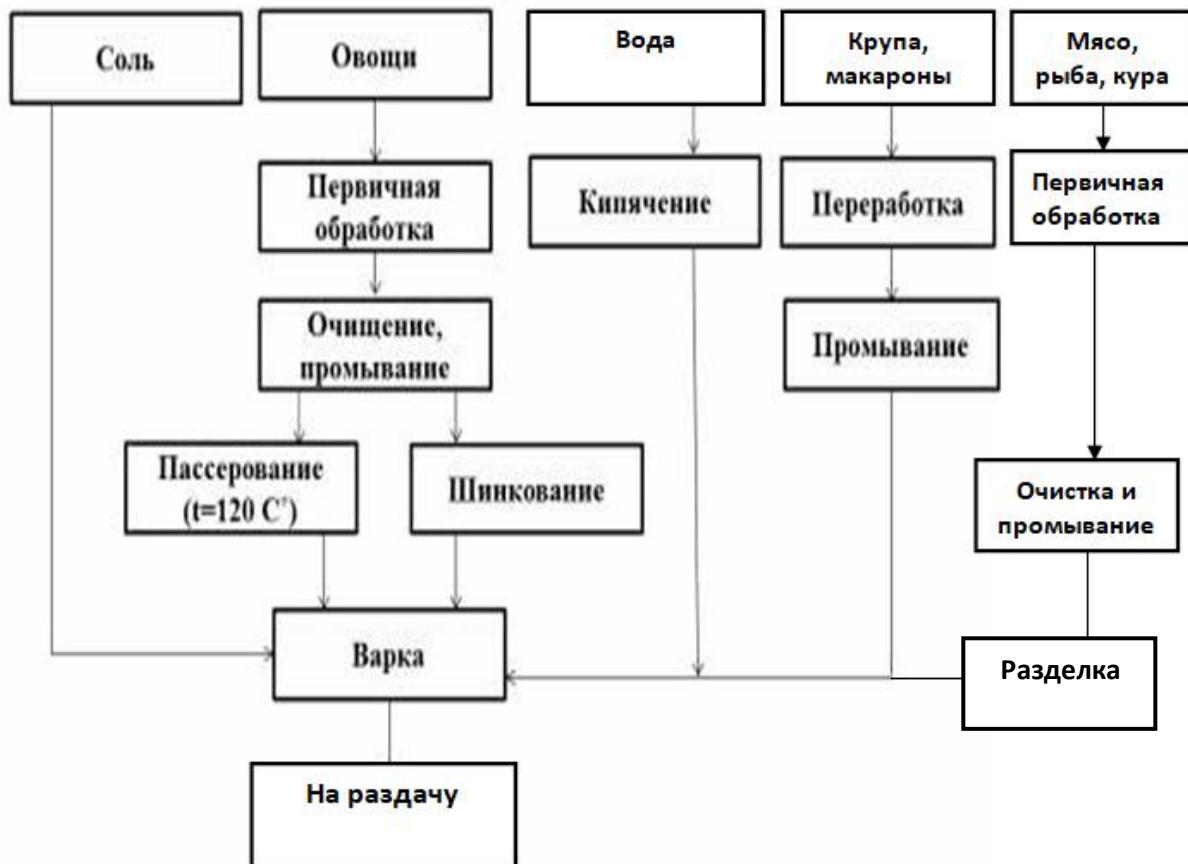 Соль
Овощи
Вода
Крупа,
макароны
Мясо,
рыба, кура
Первичная
обработка
Кипячение
Переработка
Первичная
обработка
Очищение,
промывание
Промывание
Пассерование
(t=120 C°)
Шинкование
Очистка и
промывание
Варка
Разделка
На раздачу